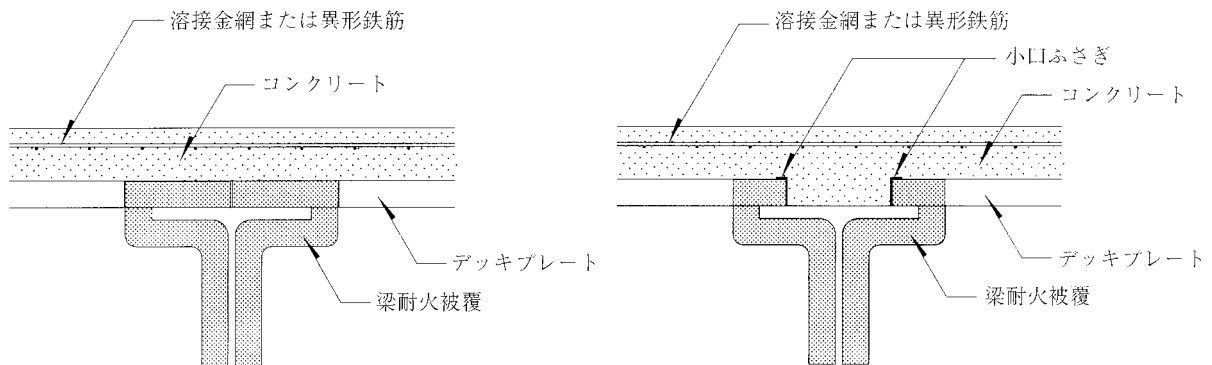 溶接金網または異形鉄筋
コンクリート
デッキプレート
梁耐火被覆
溶接金網または異形鉄筋
小口ふさぎ
コンクリート
デッキプレート
梁耐火被覆